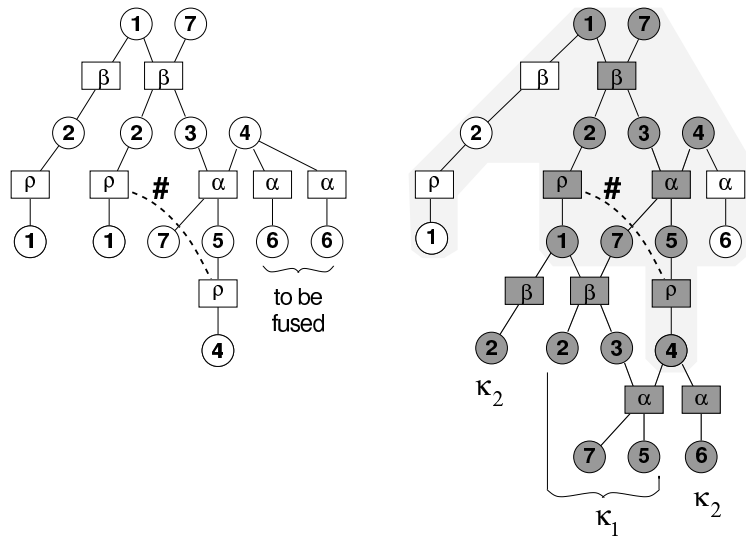 1 7 1 7
β β β β
2 2 3 4 2 2 3 4
ρ ρ # α α α ρ ρ # α α
1 1 7 5 6 6 1 1 7 5 6
ρ to be β β ρ
fused
4 2 2 3 4
κ2 α α
7 5 6
κ1 κ2